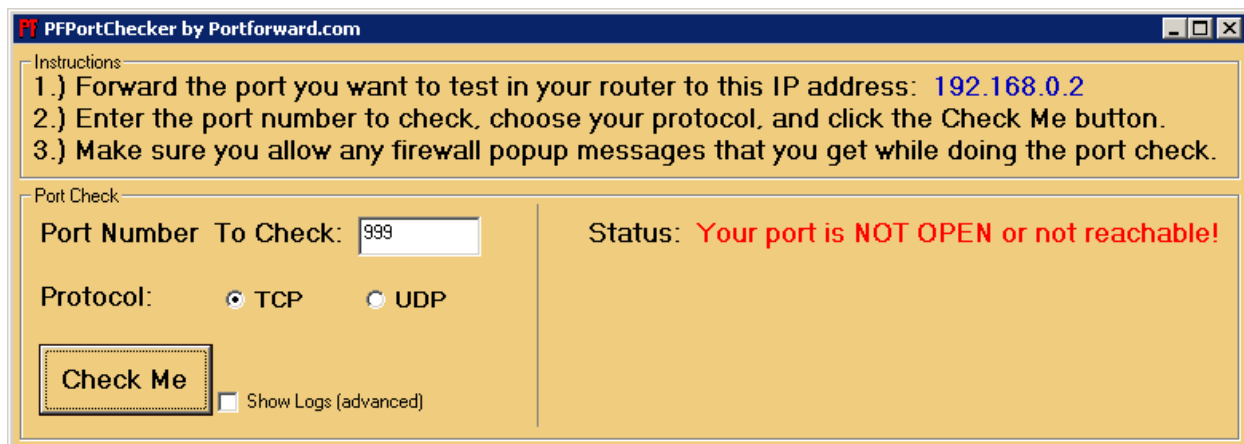 PF PFPortChecker by Portforward.com
Instructions
1.) Forward the port you want to test in your router to this IP address: 192.168.0.2
2.) Enter the port number to check, choose your protocol, and click the Check Me button.
3.) Make sure you allow any firewall popup messages that you get while doing the port check.
Port Check
Port Number To Check: 999
Status: Your port is NOT OPEN or not reachable!
Protocol: TCP UDP
Check Me
Show Logs (advanced)